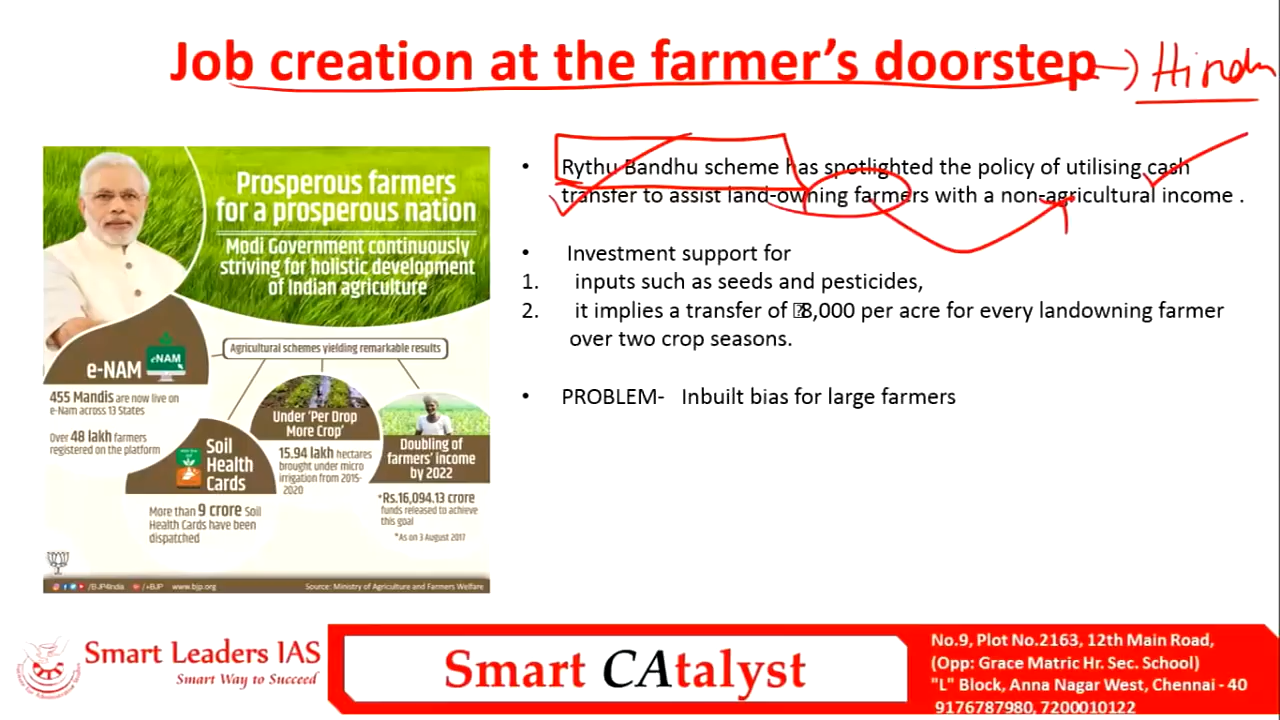 Job creation at the farmer's doorstep
Hindu
• Rythu Bandhu scheme has spotlighted the policy of utilising cash
transfer to assist land-owning farmers with a non-agricultural income .
• Investment support for
1. inputs such as seeds and pesticides,
2. it implies a transfer of 8,000 per acre for every landowning farmer
over two crop seasons.
• PROBLEM- Inbuilt bias for large farmers
Prosperous farmers
for a prosperous nation
Modi Government continuously
striving for holistic development
of Indian agriculture
Agricultural schemes yielding remarkable results
e-NAM
eNAM
455 Mandis are now live on
e-Nam across 13 States
Over 48 lakh farmers
registered on the platform
Soil
Health
Cards
More than 9 crore Soil
Health Cards have been
dispatched
Under 'Per Drop
More Crop'
15.94 lakh hectares
brought under micro
irrigation from 2015-
2020
Doubling of
farmers' income
by 2022
*Rs.16,094.13 crore
funds released to achieve
this goal
*As on 3 August 2017
/BJP4India /+BJP www.bjp.org
Source: Ministry of Agriculture and Farmers Welfare
Smart Leaders IAS
Smart Way to Succeed
Smart CAtalyst
No.9, Plot No.2163, 12th Main Road,
(Opp: Grace Matric Hr. Sec. School)
"L" Block, Anna Nagar West, Chennai - 40
9176787980, 7200010122